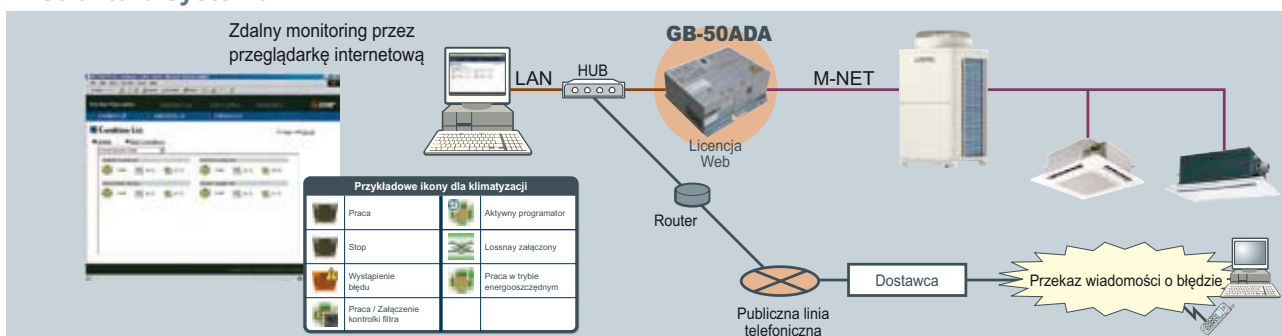 Zdalny monitoring przez
przeglądarkę internetową
GB-50ADA
LAN
HUB
M-NET
Licencja
Web
Condition List
Przykładowe ikony dla klimatyzacji
Praca
Aktywny programator
Stop
Lossnay załączony
Wystąpienie
błędu
Praca w trybie
energooszczędnym
Praca / Załączenie
kontrolki filtra
Router
Publiczna linia
telefoniczna
Dostawca
Przekaz wiadomości o błędzie